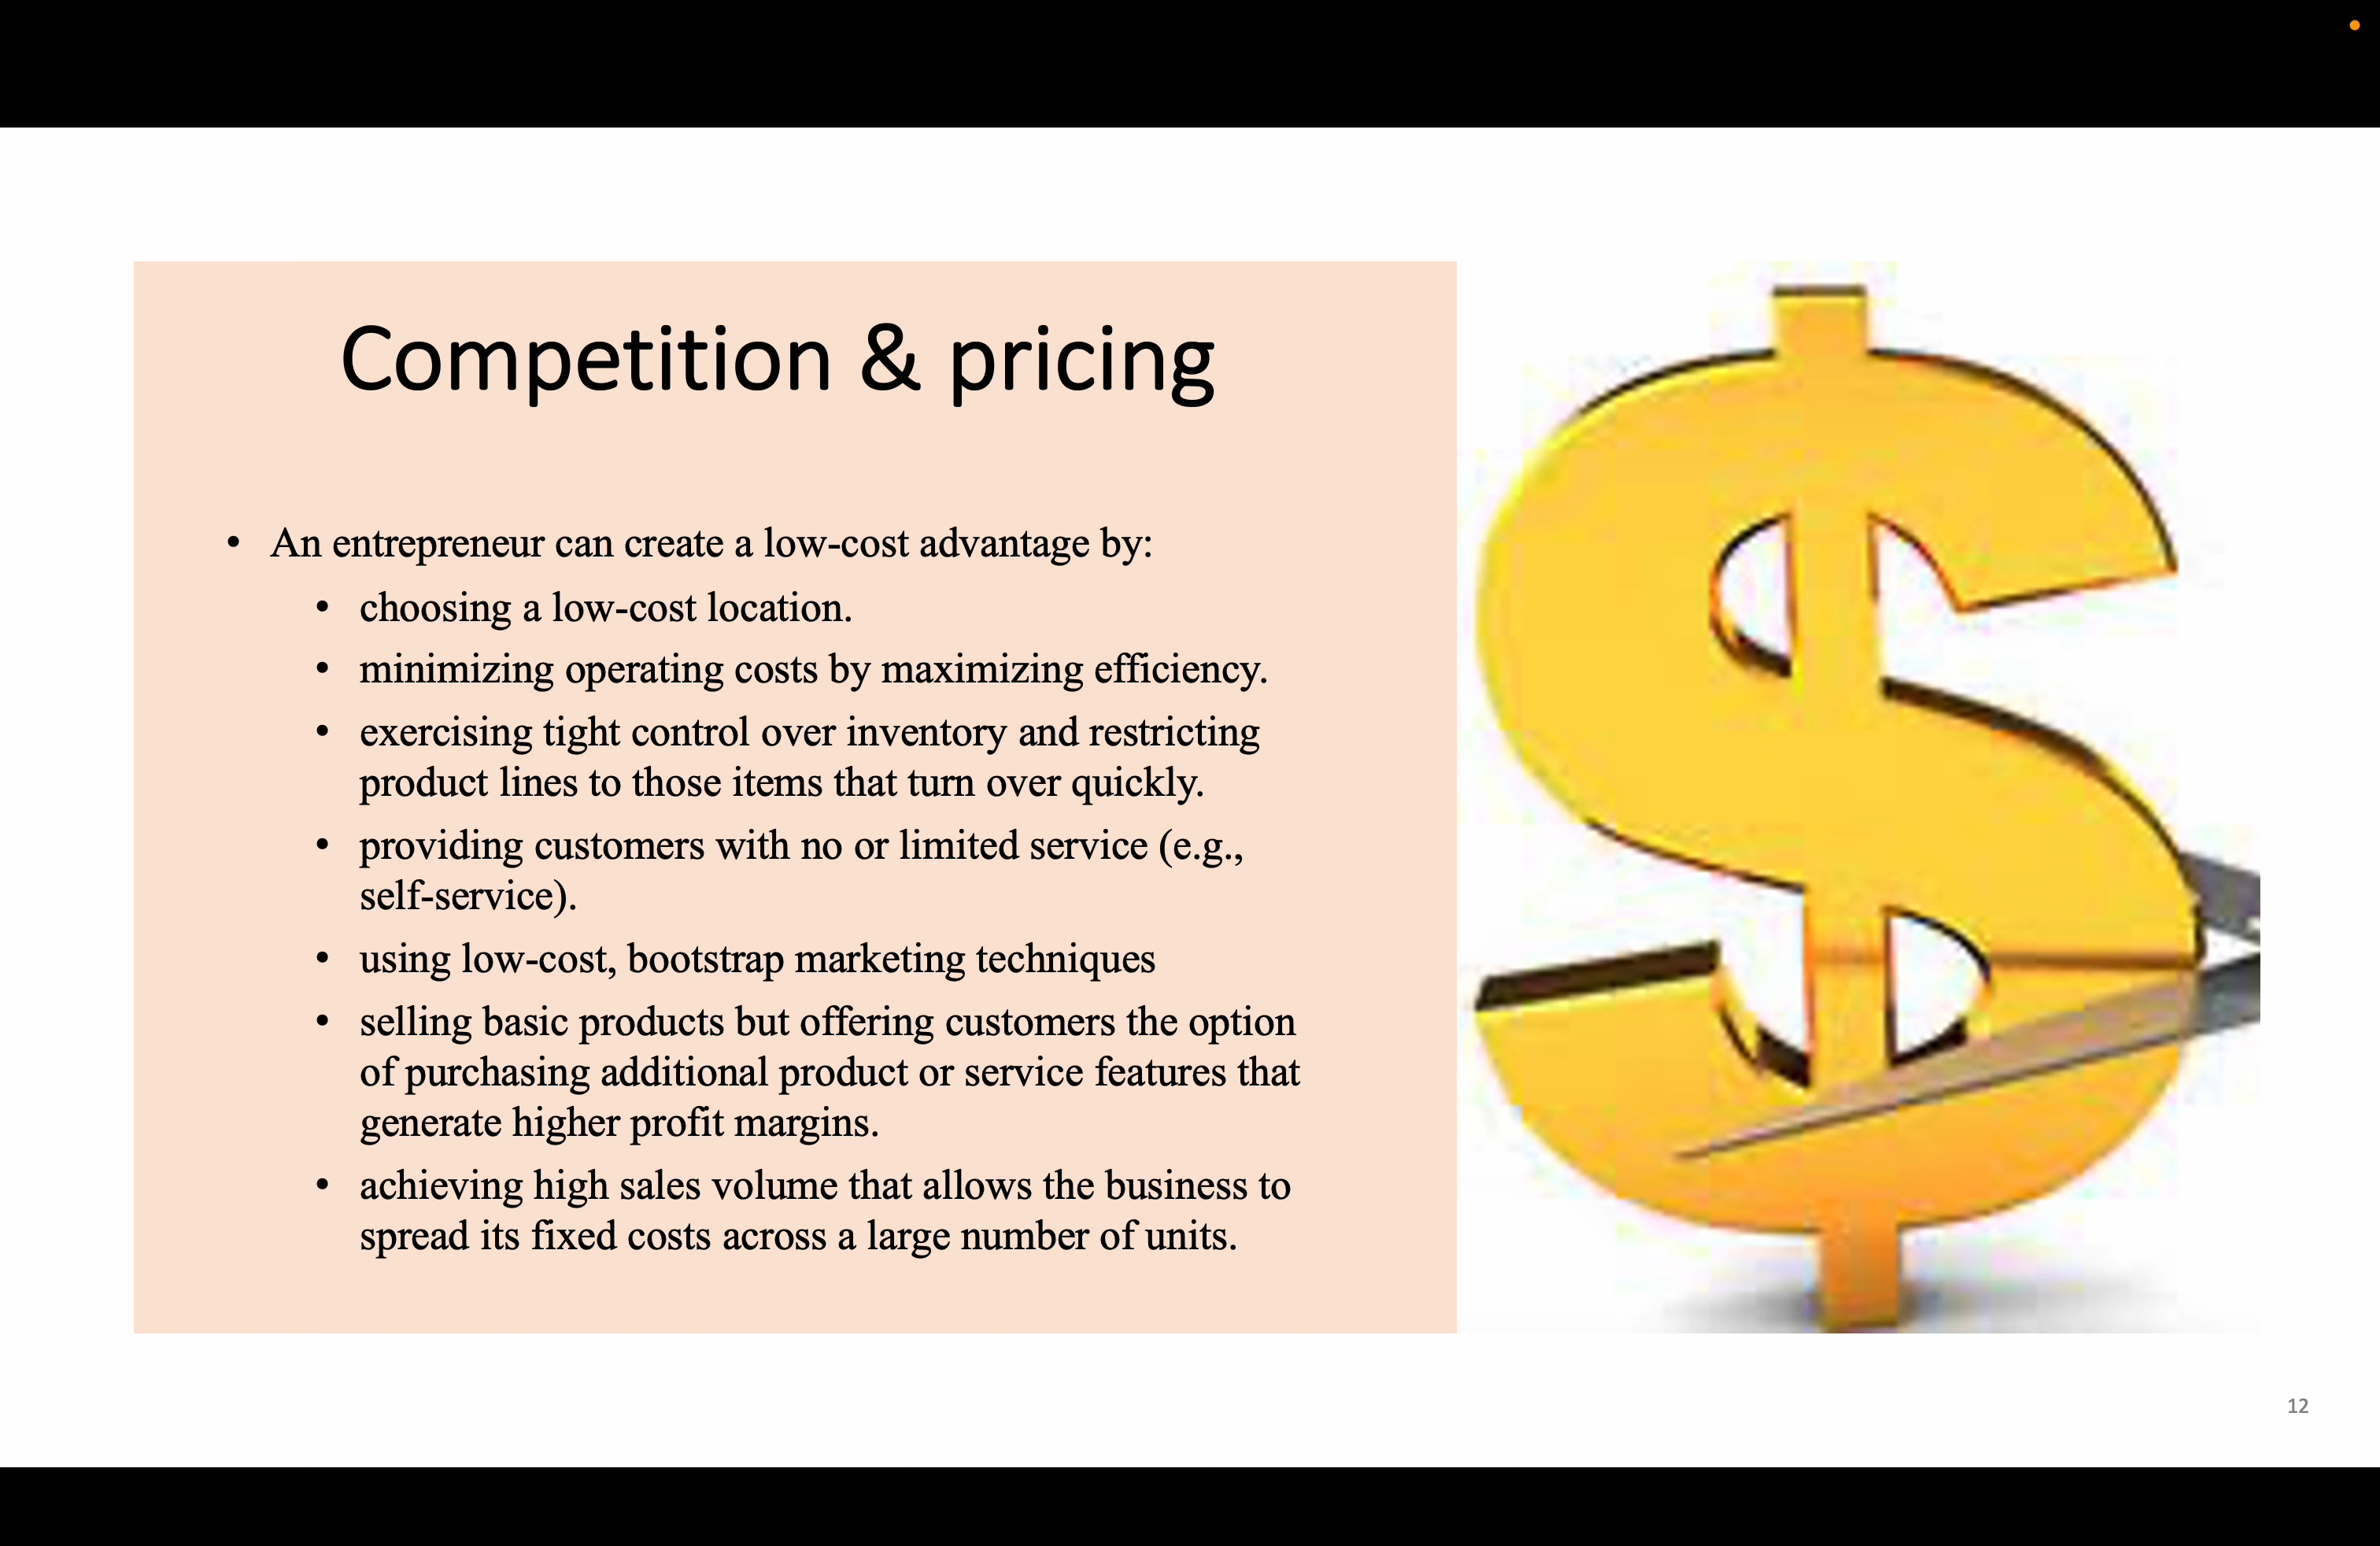 Competition & pricing
• An entrepreneur can create a low-cost advantage by:
• choosing a low-cost location.
• minimizing operating costs by maximizing efficiency.
• exercising tight control over inventory and restricting
product lines to those items that turn over quickly.
• providing customers with no or limited service (e.g.,
self-service).
• using low-cost, bootstrap marketing techniques
• selling basic products but offering customers the option
of purchasing additional product or service features that
generate higher profit margins.
• achieving high sales volume that allows the business to
spread its fixed costs across a large number of units.
12